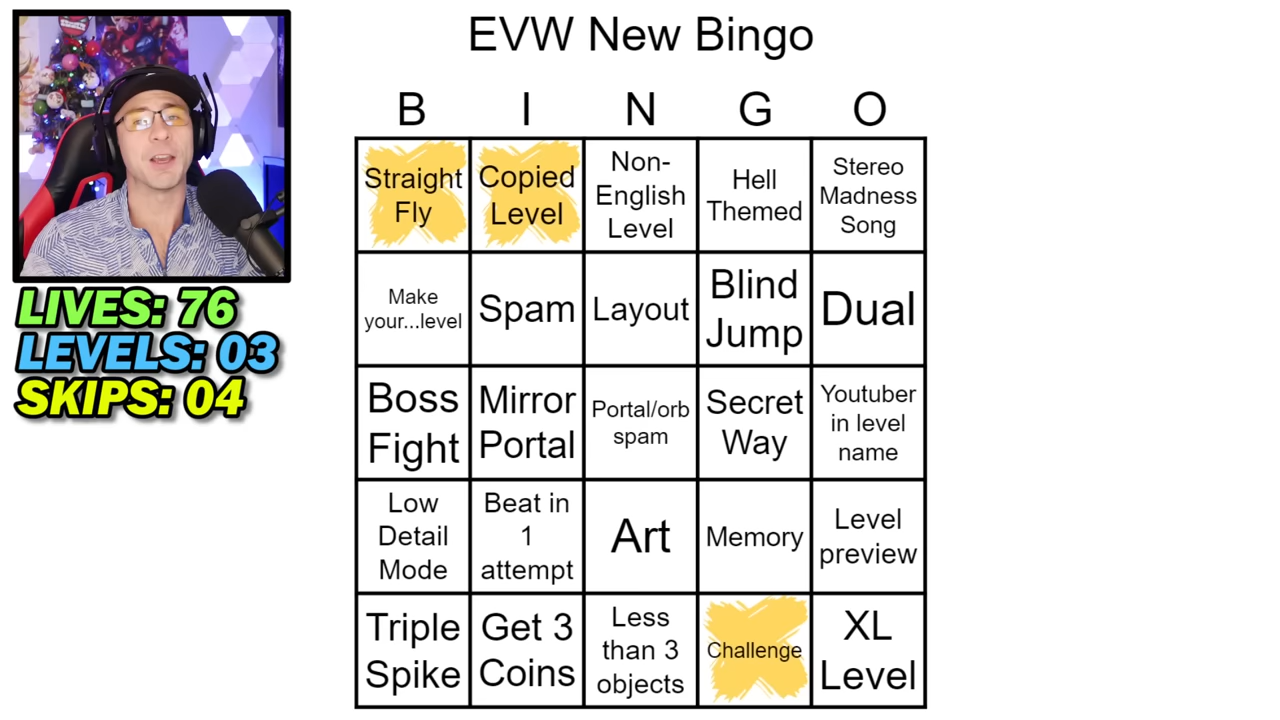 EVW New Bingo
B I N G O
Straight
Fly
Copied
Level
Non-
English
Level
Hell
Themed
Stereo
Madness
Song
Make
your...level
Spam
Layout
Blind
Jump
Dual
Boss
Fight
Mirror
Portal
Portal/orb
spam
Secret
Way
Youtuber
in level
name
Low
Detail
Mode
Beat in
1
attempt
Art
Memory
Level
preview
Triple
Spike
Get 3
Coins
Less
than 3
objects
Challenge
XL
Level
LIVES: 76
LEVELS: 03
SKIPS: 04